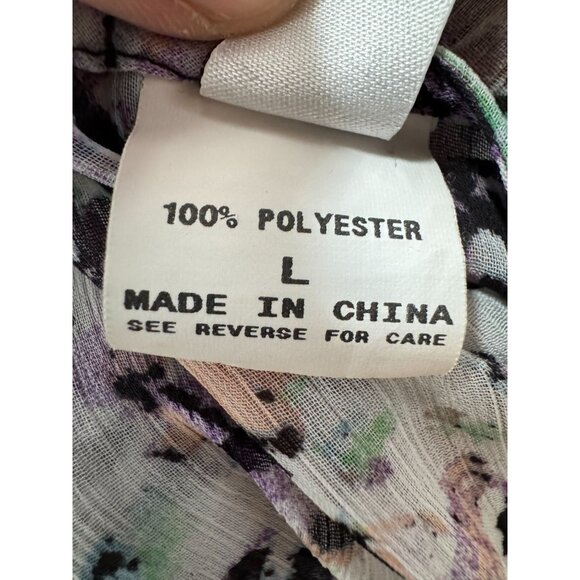 100% POLYESTER
L
MADE IN CHINA
SEE REVERSE FOR CARE